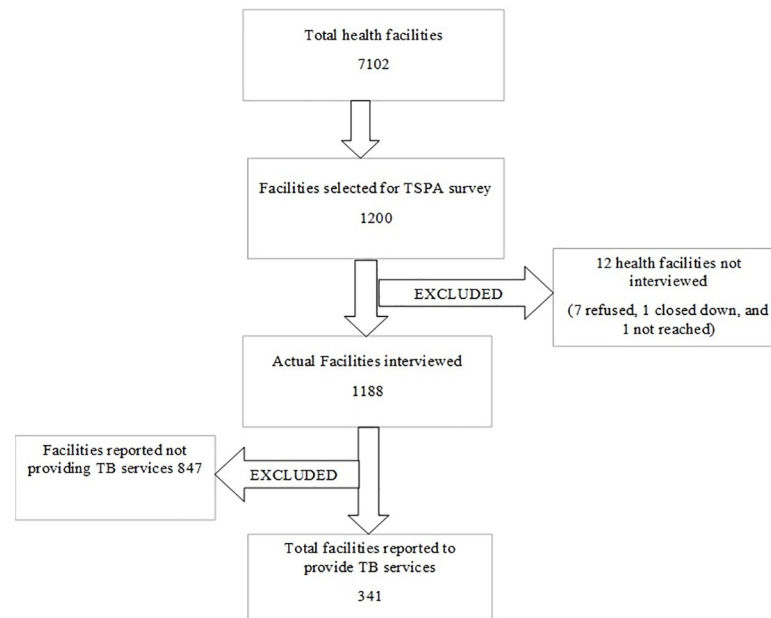 Total health facilities
7102
Facilities selected for TSPA survey
1200
12 health facilities not
interviewed
(7 refused, 1 closed down, and
1 not reached)
EXCLUDED
Actual Facilities interviewed
1188
Facilities reported not
providing TB services 847
EXCLUDED
Total facilities reported to
provide TB services
341